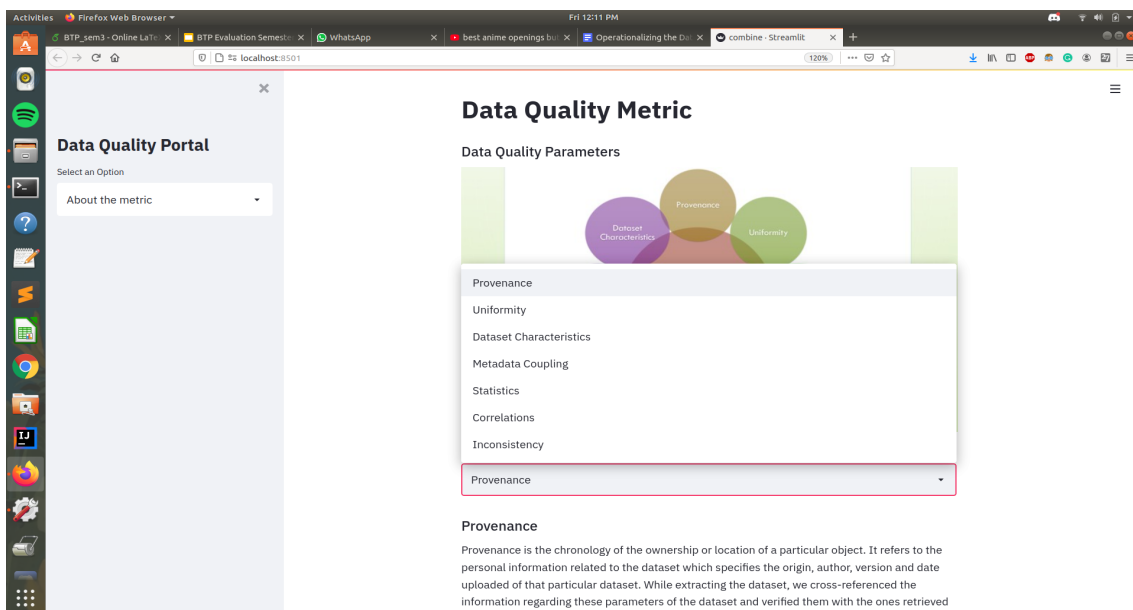 Activities
Firefox Web Browser
Fri 12:11 PM
BTP_sem3 - Online LaTeX
BTP Evaluation Semeste
WhatsApp
best anime openings but
Operationalizing the Dat
combine · Streamlit
localhost:8501
120%
Data Quality Portal
Select an Option
About the metric
Data Quality Metric
Data Quality Parameters
Provenance
Dataset
Characteristics
Uniformity
Provenance
Uniformity
Dataset Characteristics
Metadata Coupling
Statistics
Correlations
Inconsistency
Provenance
Provenance
Provenance is the chronology of the ownership or location of a particular object. It refers to the
personal information related to the dataset which specifies the origin, author, version and date
uploaded of that particular dataset. While extracting the dataset, we cross-referenced the
information regarding these parameters of the dataset and verified them with the ones retrieved